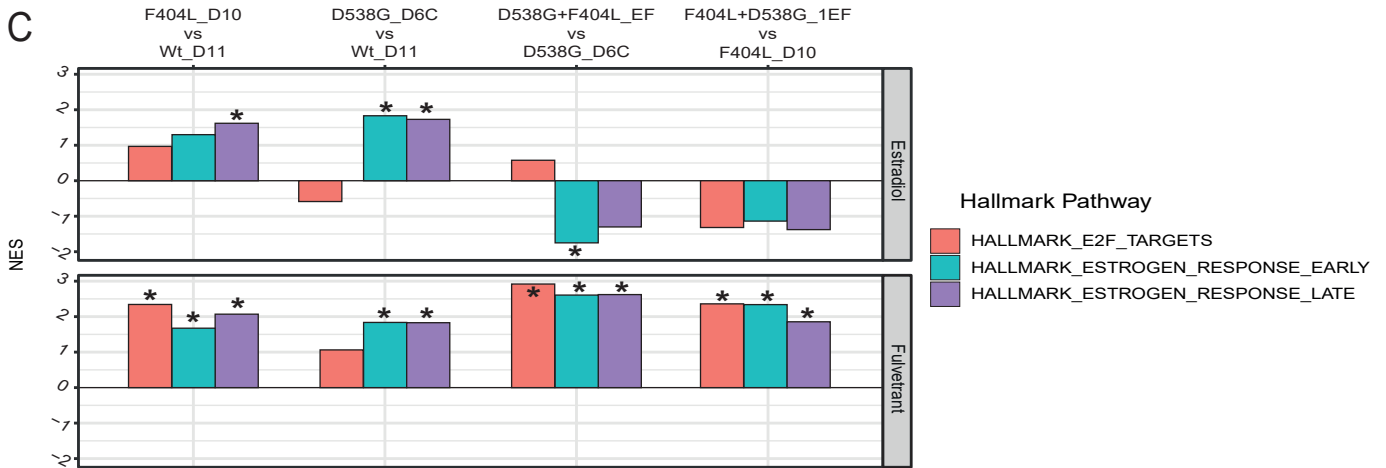 C
F404L_D10
vs
Wt_D11
D538G_D6C
vs
Wt_D11
D538G+F404L_EF
vs
D538G_D6C
F404L+D538G_1EF
vs
F404L_D10
NES
3
2
1
0
-1
-2
* * * *
Estradiol
3
2
1
0
-1
-2
* * * * * * * * * * *
Fulvetrant
Hallmark Pathway
HALLMARK_E2F_TARGETS
HALLMARK_ESTROGEN_RESPONSE_EARLY
HALLMARK_ESTROGEN_RESPONSE_LATE